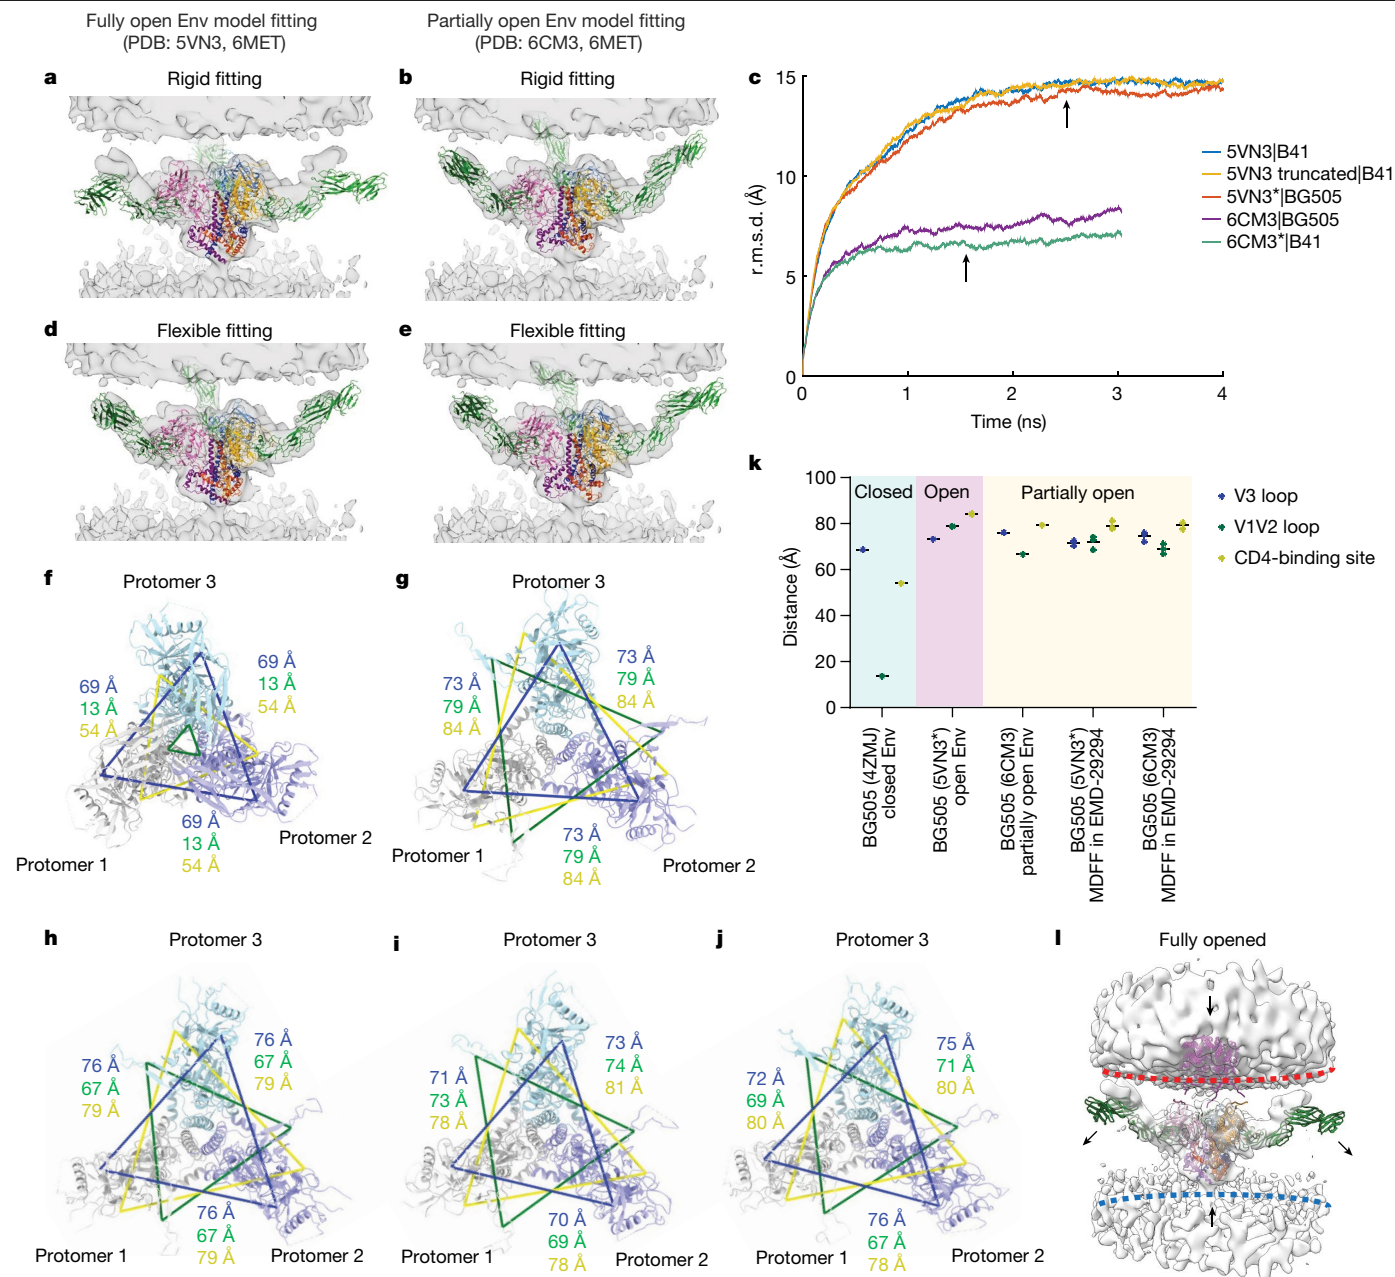 Fully open Env model fitting
(PDB: 5VN3, 6MET)
Partially open Env model fitting
(PDB: 6CM3, 6MET)
a
Rigid fitting
b
Rigid fitting
c
15
10
5
0
r.m.s.d. (Å)
0
1
2
3
4
Time (ns)
5VN3|B41
5VN3 truncated|B41
5VN3*|BG505
6CM3|BG505
6CM3*|B41
d
Flexible fitting
e
Flexible fitting
f
Protomer 3
69 Å
13 Å
54 Å
69 Å
13 Å
54 Å
69 Å
13 Å
54 Å
Protomer 1
Protomer 2
g
Protomer 3
73 Å
79 Å
84 Å
73 Å
79 Å
84 Å
73 Å
79 Å
84 Å
Protomer 1
Protomer 2
k
100
80
60
40
20
0
Distance (Å)
Closed
Open
Partially open
V3 loop
V1V2 loop
CD4-binding site
BG505 (4ZMJ)
closed Env
BG505 (5VN3*)
open Env
BG505 (6CM3)
partially open Env
BG505 (5VN3*)
MDFF in EMD-29294
BG505 (6CM3)
MDFF in EMD-29294
h
Protomer 3
76 Å
67 Å
79 Å
76 Å
67 Å
79 Å
76 Å
67 Å
79 Å
Protomer 1
Protomer 2
i
Protomer 3
71 Å
73 Å
78 Å
73 Å
74 Å
81 Å
70 Å
69 Å
78 Å
Protomer 1
Protomer 2
j
Protomer 3
72 Å
69 Å
80 Å
75 Å
71 Å
80 Å
76 Å
67 Å
78 Å
Protomer 1
Protomer 2
l
Fully opened